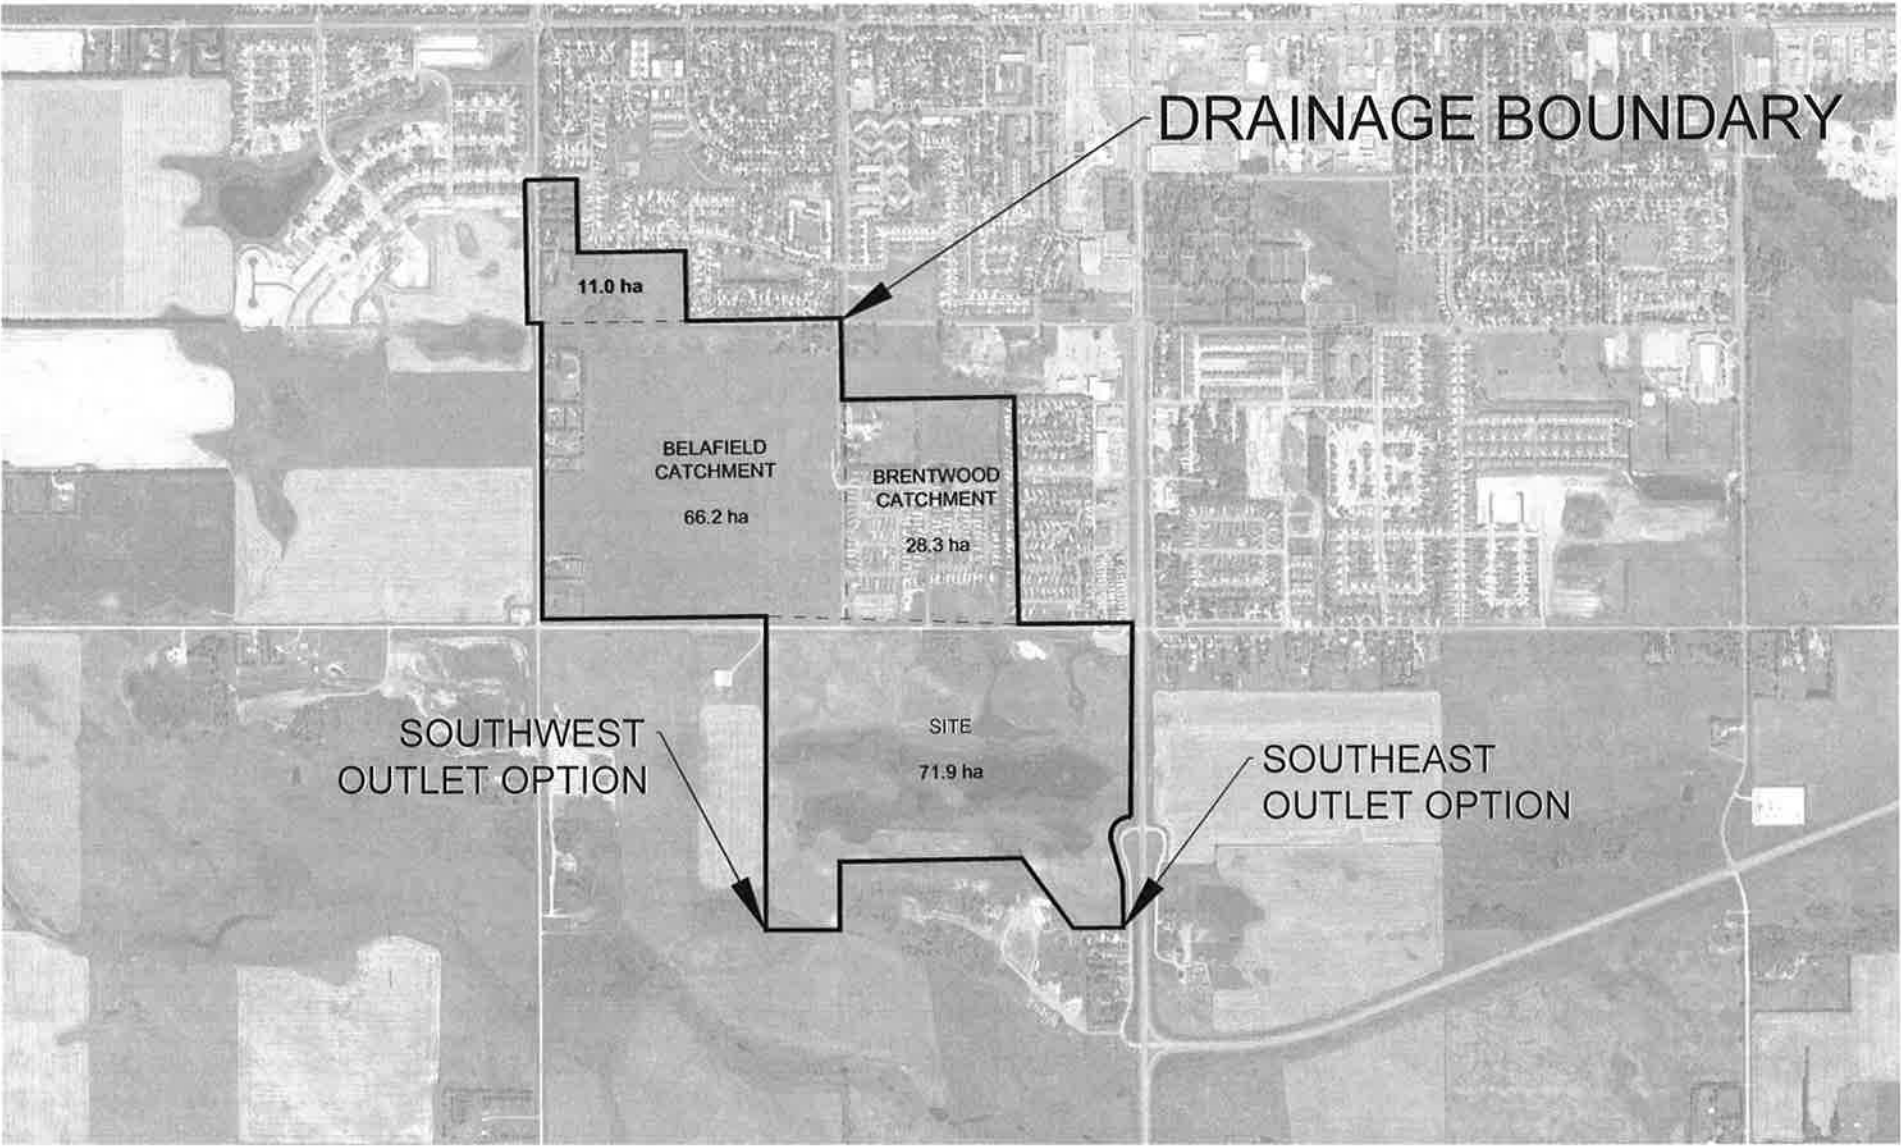 DRAINAGE BOUNDARY
11.0 ha
BELAFIELD
CATCHMENT
66.2 ha
BRENTWOOD
CATCHMENT
28.3 ha
SITE
71.9 ha
SOUTHWEST
OUTLET OPTION
SOUTHEAST
OUTLET OPTION